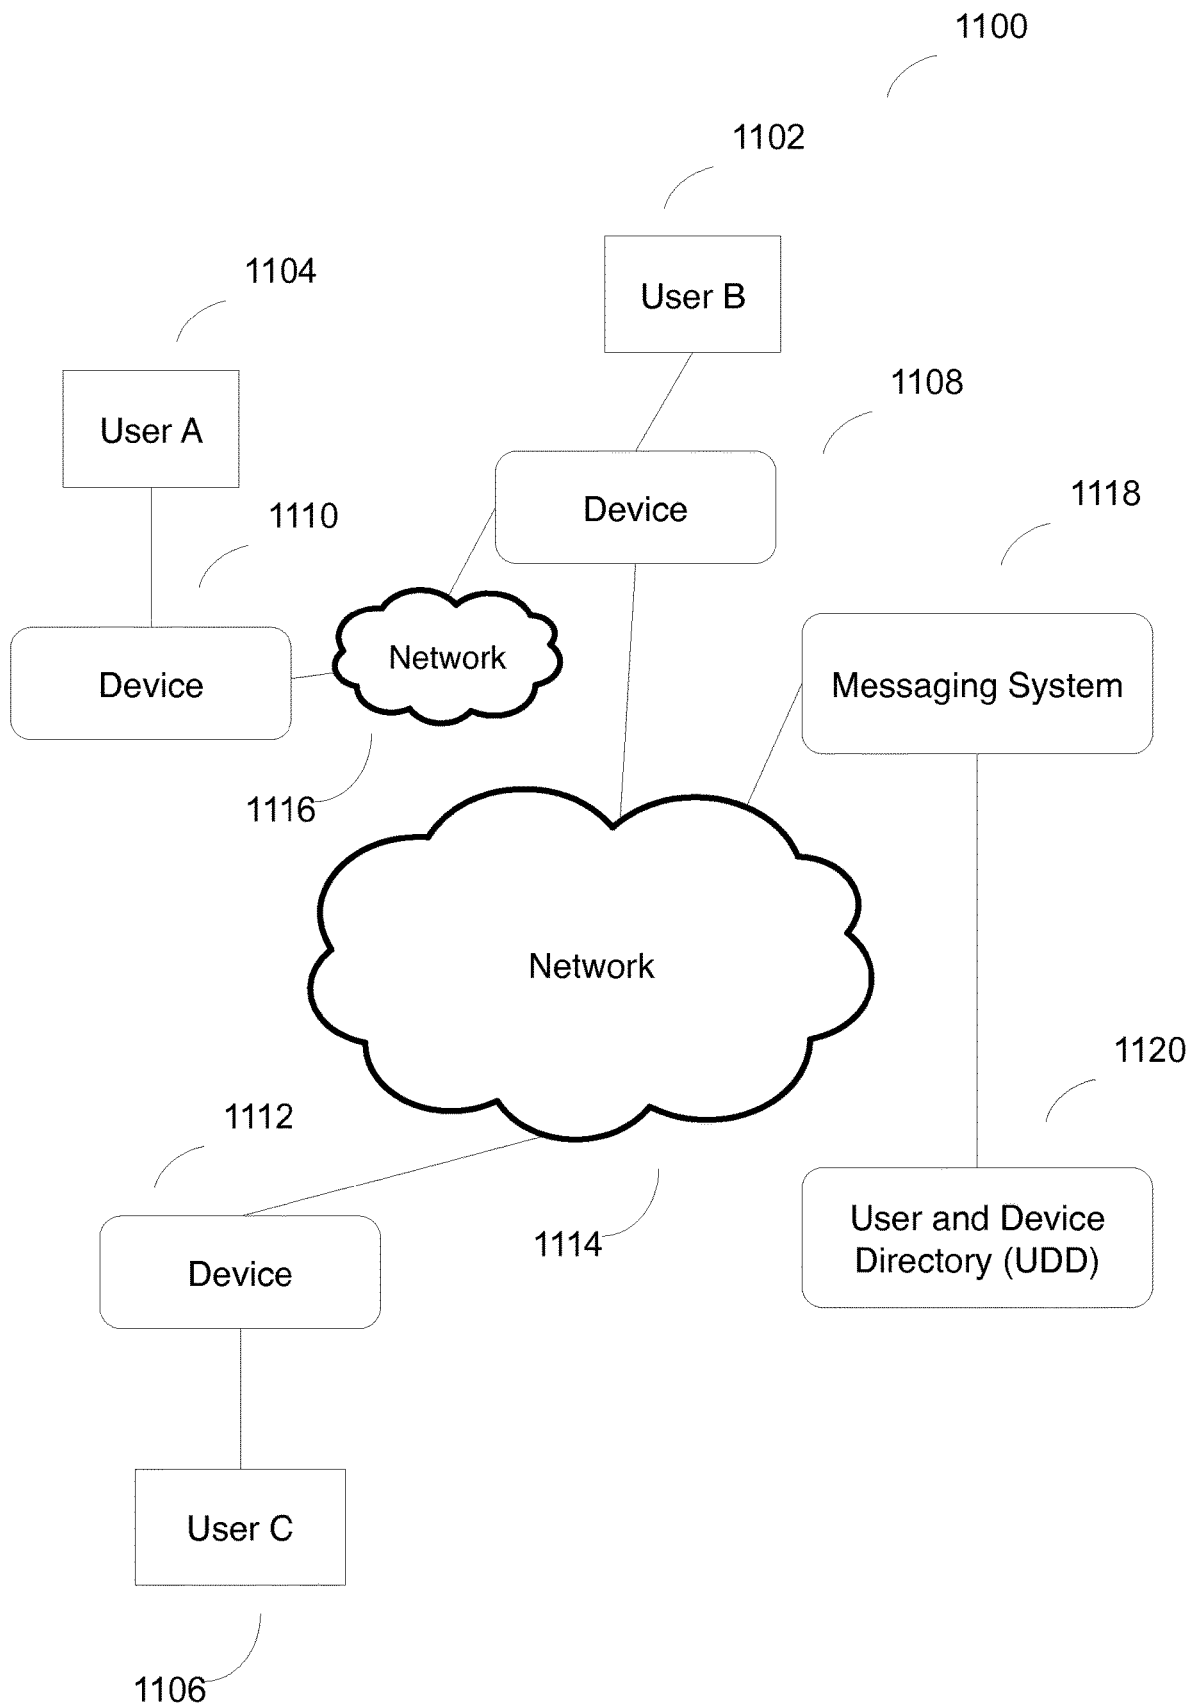 1100
1102
User B
1104
User A
1108
Device
1118
1110
Device
Network
Messaging System
1116
Network
1120
1112
User and Device
Directory (UDD)
1114
Device
User C
1106